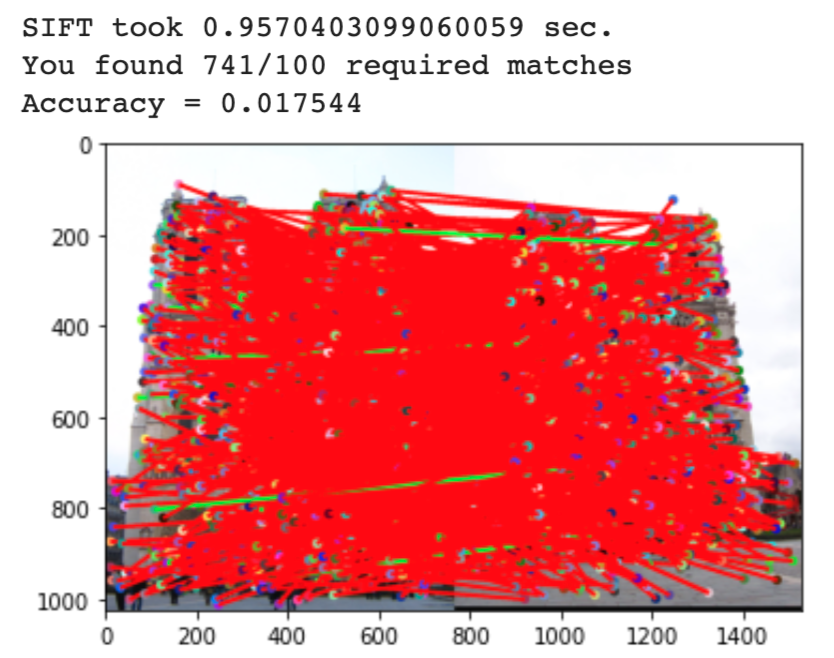 SIFT took 0.9570403099060059 sec.
You found 741/100 required matches
Accuracy = 0.017544
0
200
400
600
800
1000
0 200 400 600 800 1000 1200 1400